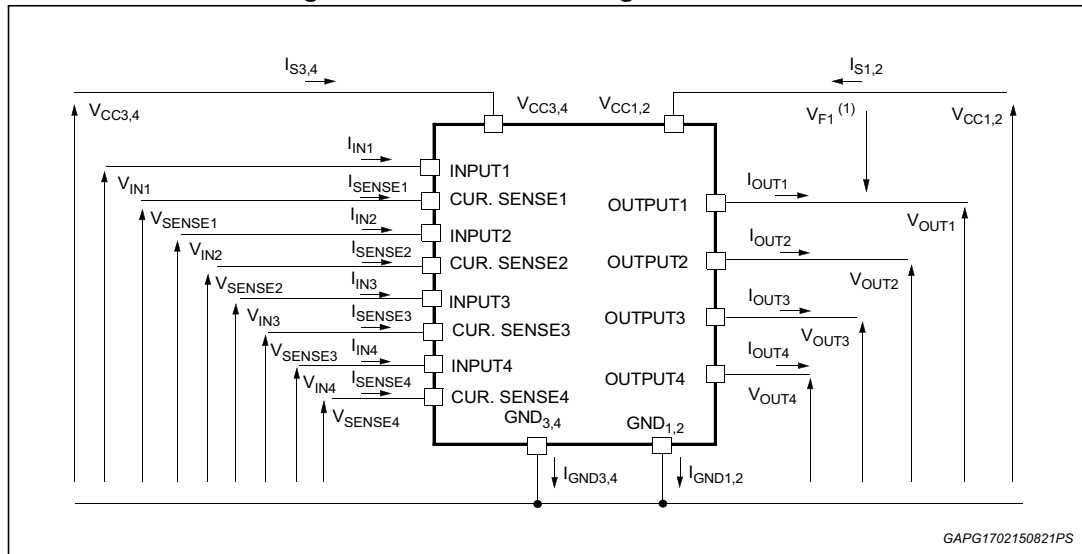 I_S3,4
I_S1,2
V_CC3,4
V_CC3,4
V_CC1,2
V_F1 (1)
V_CC1,2
I_IN1
INPUT1
V_IN1
I_SENSE1
CUR. SENSE1
I_OUT1
OUTPUT1
V_SENSE1
I_IN2
INPUT2
V_OUT1
V_IN2
I_SENSE2
CUR. SENSE2
I_OUT2
OUTPUT2
V_SENSE2
I_IN3
INPUT3
V_OUT2
V_IN3
I_SENSE3
CUR. SENSE3
I_OUT3
OUTPUT3
V_SENSE3
I_IN4
INPUT4
V_OUT3
V_IN4
I_SENSE4
CUR. SENSE4
I_OUT4
OUTPUT4
V_SENSE4
V_OUT4
GND_3,4
GND_1,2
I_GND3,4
I_GND1,2
GAPG1702150821PS